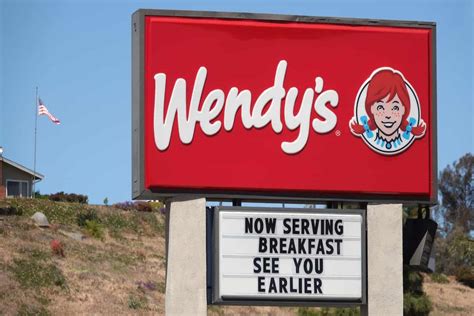 Wendy's®
NOW SERVING
BREAKFAST
SEE YOU
EARLIER